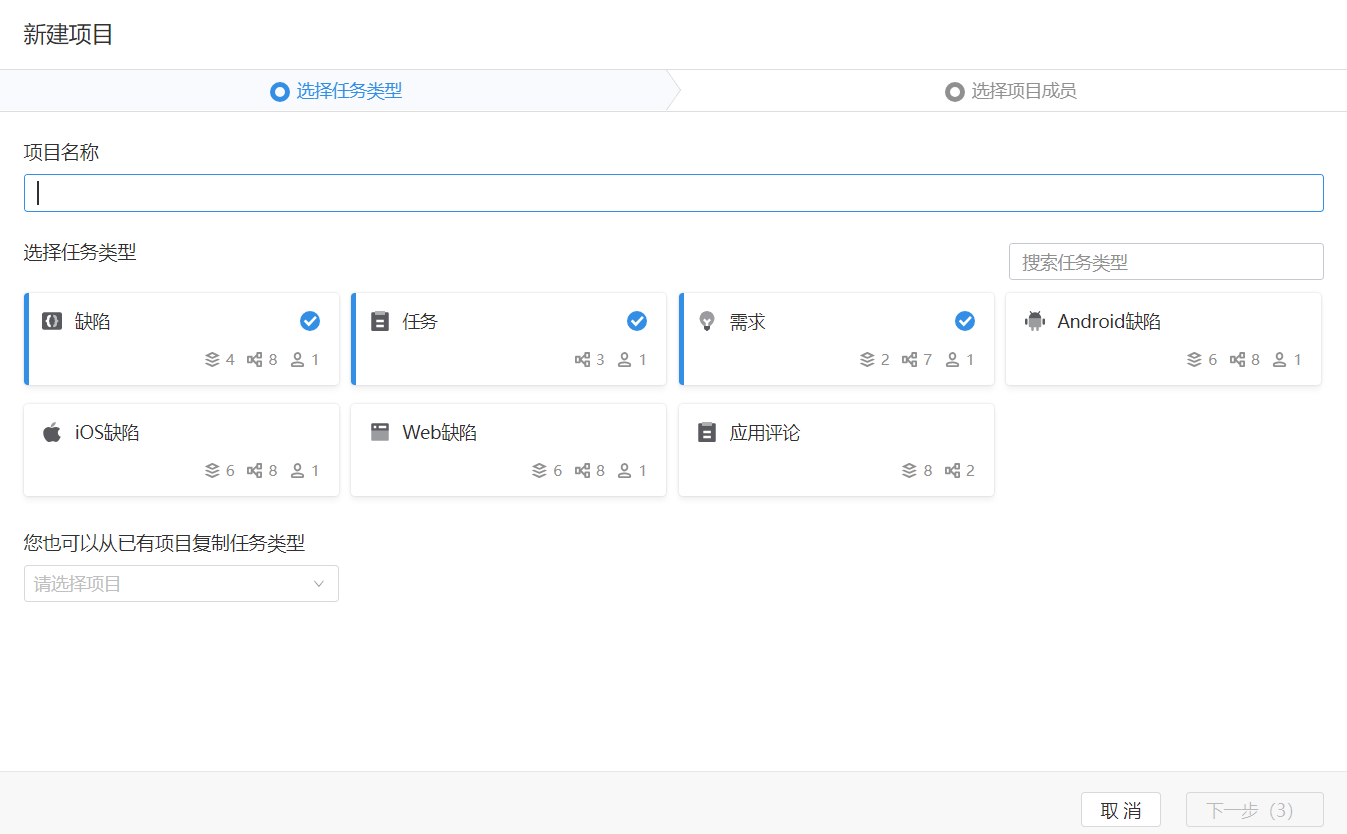 新建项目
选择任务类型
选择项目成员
项目名称
选择任务类型
搜索任务类型
缺陷
4 8 1
任务
3 1
需求
2 7 1
Android缺陷
6 8 1
iOS缺陷
6 8 1
Web缺陷
6 8 1
应用评论
8 2
您也可以从已有项目复制任务类型
请选择项目
取 消
下一步（3）